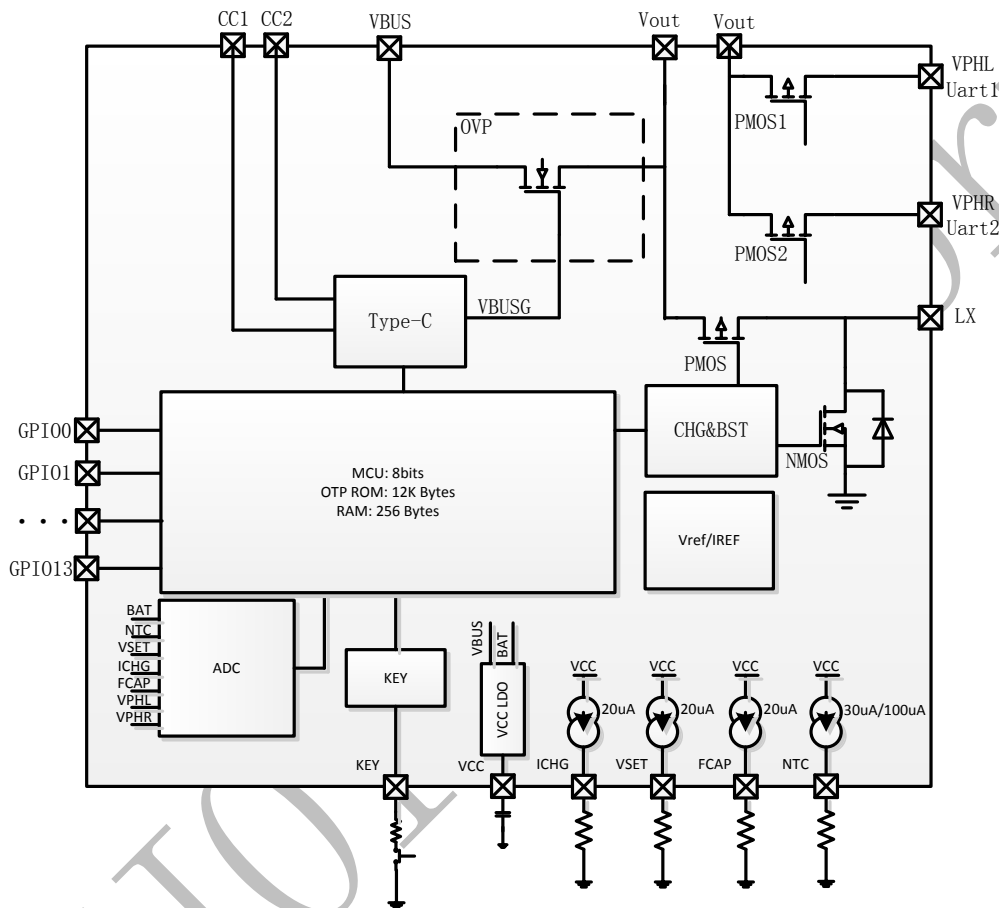 CC1 CC2 VBUS Vout Vout
VPHL
Uart1
PMOS1
OVP
VPHR
Uart2
PMOS2
VBUSG
Type-C
LX
PMOS
GPIO0
CHG&BST
GPIO1
NMOS
MCU: 8bits
OTP ROM: 12K Bytes
RAM: 256 Bytes
...
Vref/IREF
GPIO13
BAT
NTC
VSET
ICHG
FCAP
VPHL
VPHR
ADC
KEY
VBUS
BAT
VCC LDO
VCC VCC VCC VCC
20uA 20uA 20uA 30uA/100uA
KEY VCC ICHG VSET FCAP NTC